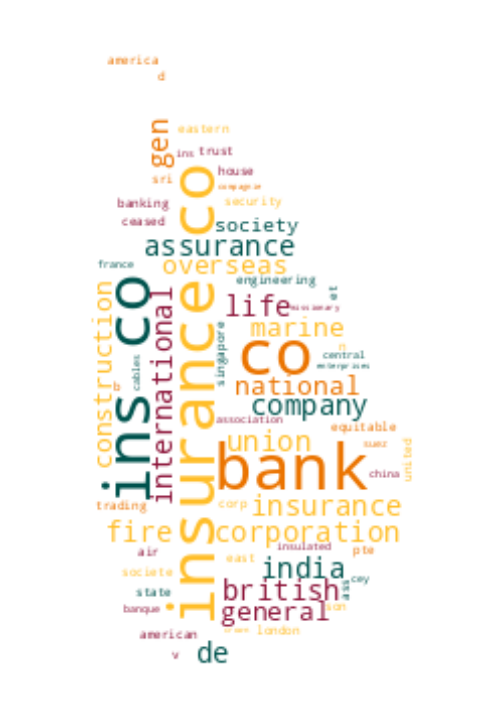 america
d
gen
eastern
ins
trust
house
sri
compagnie
banking
security
ceased
society
assurance
france
overseas
engineering
et
construction
ins co
cables
international
insurance co
singapore
life
missionary
marine
n
co
central
enterprises
b
national
company
association
equitable
union
suez
united
bank
china
trading
corp
insurance
fire
corporation
air
insulated
pte
east
societe
india
cey
state
british
ass
banque
general
son
american
london
v
de